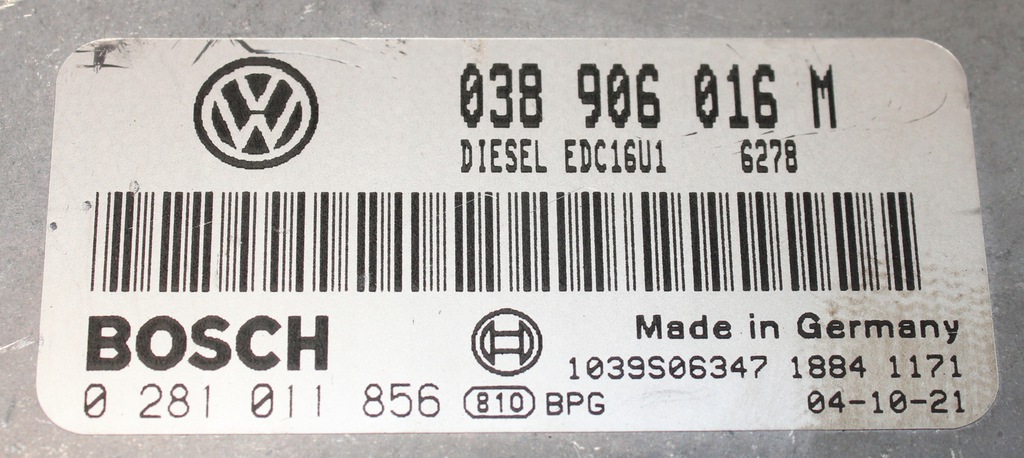 038 906 016 M
DIESEL EDC16U1 6278
BOSCH
Made in Germany
1039S06347 1884 1171
0 281 011 856 810 BPG 04-10-21